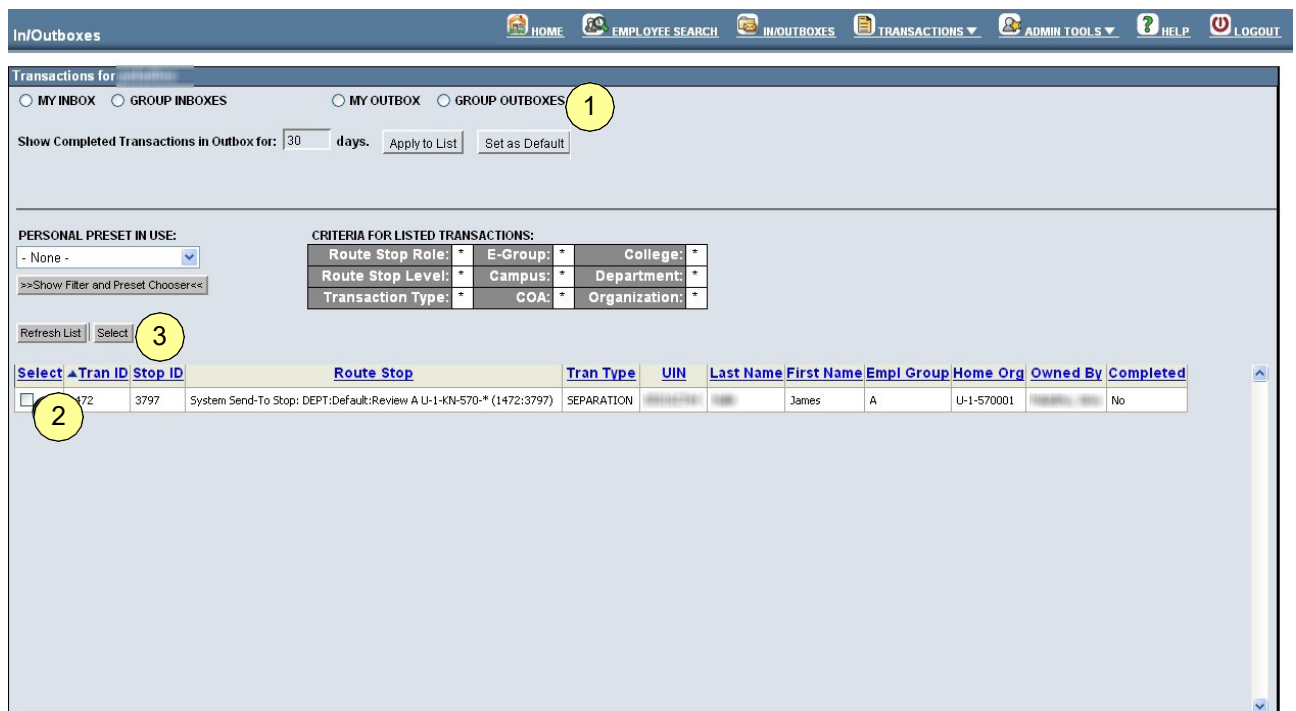 In/Outboxes HOME EMPLOYEE SEARCH IN/OUTBOXES TRANSACTIONS ADMIN TOOLS HELP LOGOUT
Transactions for
MY INBOX GROUP INBOXES MY OUTBOX GROUP OUTBOXES 1
Show Completed Transactions in Outbox for: 30 days. Apply to List Set as Default
PERSONAL PRESET IN USE: CRITERIA FOR LISTED TRANSACTIONS:
- None - Route Stop Role: * E-Group: * College: *
>>Show Filter and Preset Chooser<< Route Stop Level: * Campus: * Department: *
Transaction Type: * COA: * Organization: *
Refresh List Select 3
Select Tran ID Stop ID Route Stop Tran Type UIN Last Name First Name Empl Group Home Org Owned By Completed
2 472 3797 System Send-To Stop: DEPT:Default:Review A U-1-KN-570-* (1472:3797) SEPARATION James A U-1-570001 No